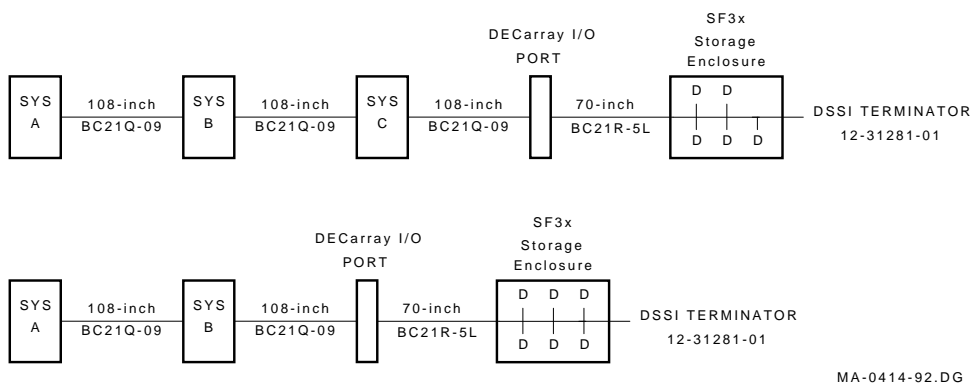 SF3x
Storage
Enclosure
DECarray I/O
PORT
SYS
A
108-inch
BC21Q-09
SYS
B
108-inch
BC21Q-09
SYS
C
108-inch
BC21Q-09
70-inch
BC21R-5L
D D
D D D
DSSI TERMINATOR
12-31281-01
SF3x
Storage
Enclosure
DECarray I/O
PORT
SYS
A
108-inch
BC21Q-09
SYS
B
108-inch
BC21Q-09
70-inch
BC21R-5L
D D D
D D D
DSSI TERMINATOR
12-31281-01
MA-0414-92.DG